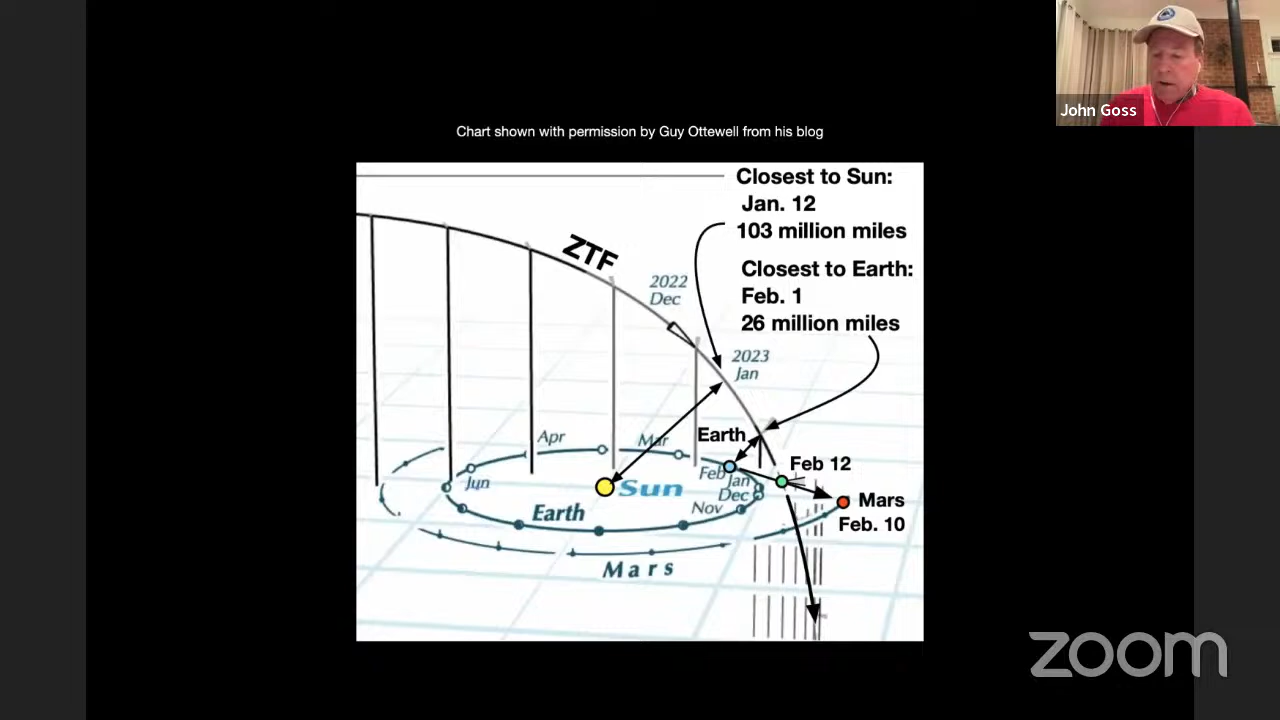 John Goss
Chart shown with permission by Guy Ottewell from his blog
Closest to Sun:
Jan. 12
103 million miles
ZTF
Closest to Earth:
Feb. 1
26 million miles
2022
Dec
2023
Jan
Earth
Apr
Mar
Feb
Feb 12
Jun
Sun
Jan
Dec
Nov
Earth
Mars
Feb. 10
Mars
zoom